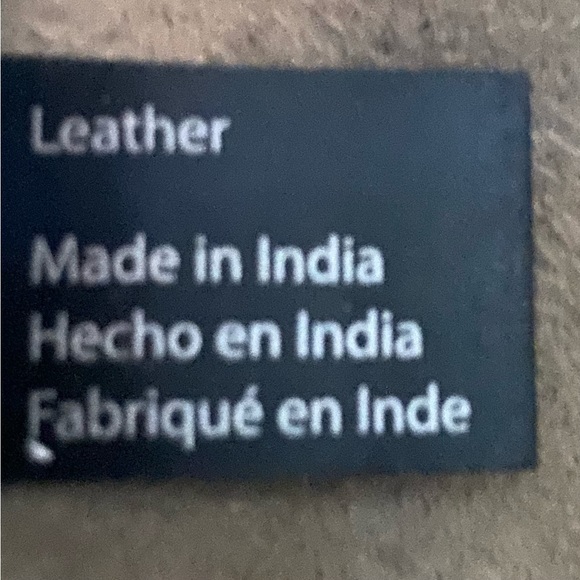 Leather
Made in India
Hecho en India
Fabriqué en Inde